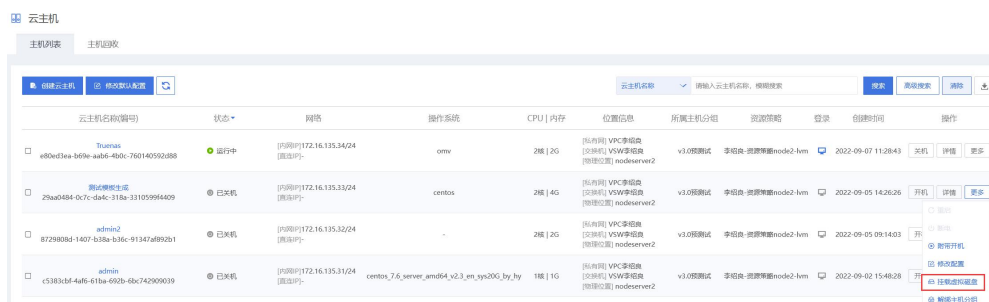 云主机
主机列表 主机回收
创建云主机 修改默认配置 云主机名称 请输入云主机名称、模糊搜索 搜索 高级搜索 清除
云主机名称(编号) 状态 网络 操作系统 CPU | 内存 位置信息 所属主机分组 资源策略 登录 创建时间 操作
Truenas
e80ed3ea-b69e-aab6-4b0c-760140592d88
运行中
[内网IP]172.16.135.34/24
[直连IP]-
omv
2核 | 2G
[私有网] VPC李绍良
[交换机] VSW李绍良
[物理位置] nodeserver2
v3.0预测试 李绍良-资源策略node2-lvm 2022-09-07 11:28:43 关机 详情 更多
测试模板生成
29aa0484-0c7c-da4c-318a-3310599f4409
已关机
[内网IP]172.16.135.33/24
[直连IP]-
centos
2核 | 4G
[私有网] VPC李绍良
[交换机] VSW李绍良
[物理位置] nodeserver2
v3.0预测试 李绍良-资源策略node2-lvm 2022-09-05 14:26:26 开机 详情 更多
admin2
8729808d-1407-b38a-b36c-91347af892b1
已关机
[内网IP]172.16.135.32/24
[直连IP]-
-
2核 | 2G
[私有网] VPC李绍良
[交换机] VSW李绍良
[物理位置] nodeserver2
v3.0预测试 李绍良-资源策略node2-lvm 2022-09-05 09:14:03
附带开机
修改配置
admin
c5383cbf-4af6-61ba-692b-6bc742909039
已关机
[内网IP]172.16.135.31/24
[直连IP]-
centos_7.6_server_amd64_v2.3_en_sys20G_by_hy
1核 | 1G
[私有网] VPC李绍良
[交换机] VSW李绍良
[物理位置] nodeserver2
v3.0预测试 李绍良-资源策略node2-lvm 2022-09-02 15:48:28
挂载虚拟磁盘
解绑主机分组